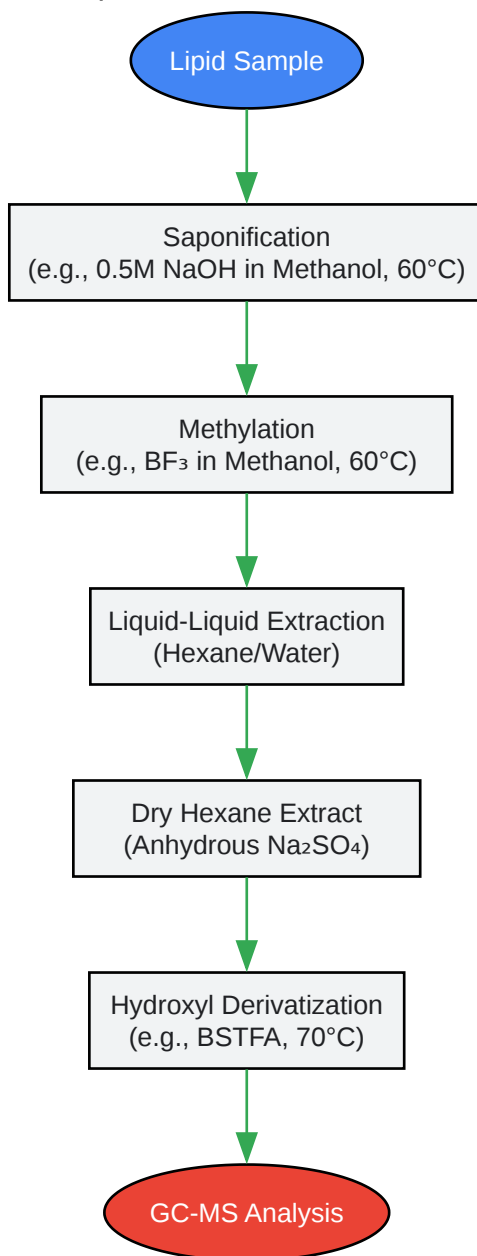 Lipid Sample
Saponification
(e.g., 0.5M NaOH in Methanol, 60°C)
Methylation
(e.g., BF₃ in Methanol, 60°C)
Liquid-Liquid Extraction
(Hexane/Water)
Dry Hexane Extract
(Anhydrous Na₂SO₄)
Hydroxyl Derivatization
(e.g., BSTFA, 70°C)
GC-MS Analysis